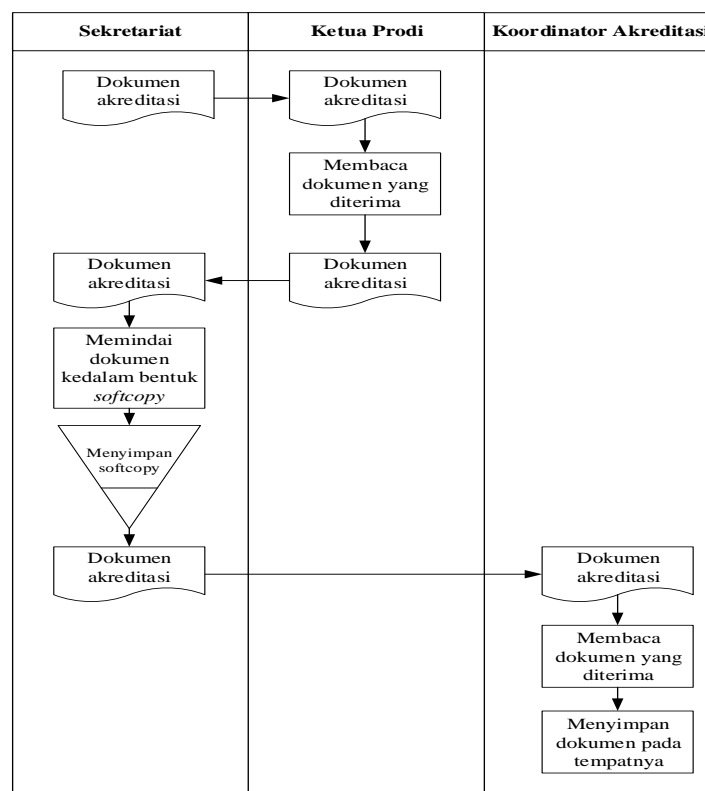 Sekretariat
Ketua Prodi
Koordinator Akreditasi
Dokumen
akreditasi
Dokumen
akreditasi
Membaca
dokumen yang
diterima
Dokumen
akreditasi
Dokumen
akreditasi
Memindai
dokumen
kedalam bentuk
softcopy
Menyimpan
softcopy
Dokumen
akreditasi
Dokumen
akreditasi
Membaca
dokumen yang
diterima
Menyimpan
dokumen pada
tempatnya